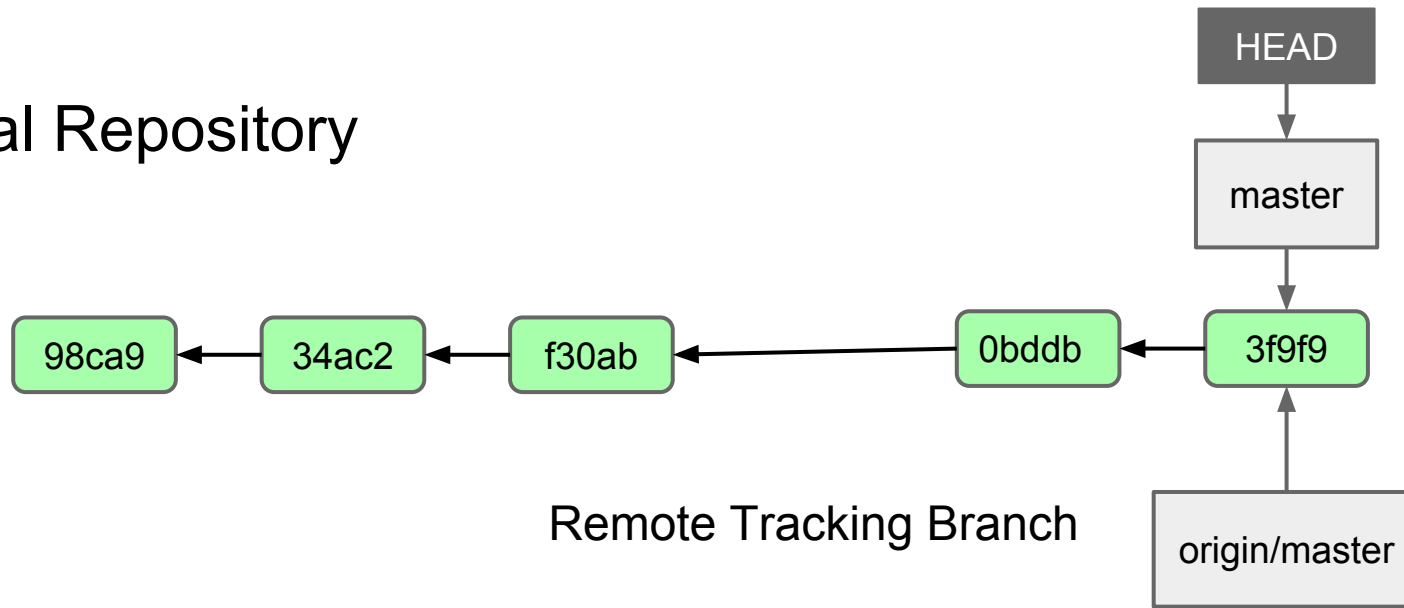 HEAD
al Repository
master
98ca9
34ac2
f30ab
0bddb
3f9f9
Remote Tracking Branch
origin/master